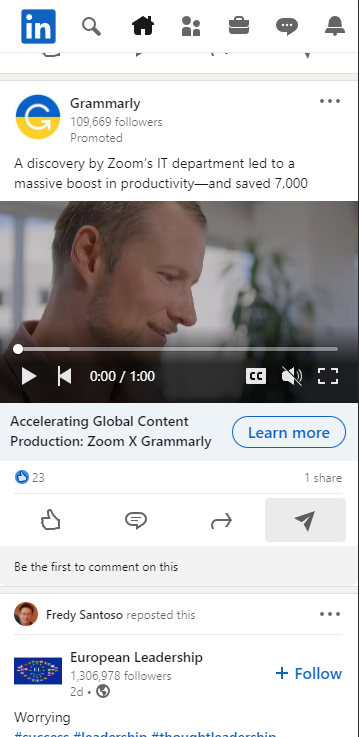 in
Grammarly
109,669 followers
Promoted
A discovery by Zoom's IT department led to a
massive boost in productivity—and saved 7,000
0:00 / 1:00
CC
Accelerating Global Content
Production: Zoom X Grammarly
Learn more
23
1 share
Be the first to comment on this
Fredy Santoso reposted this
European Leadership
1,306,978 followers
+ Follow
2d •
Worrying
#success #leadership #thoughtleadership